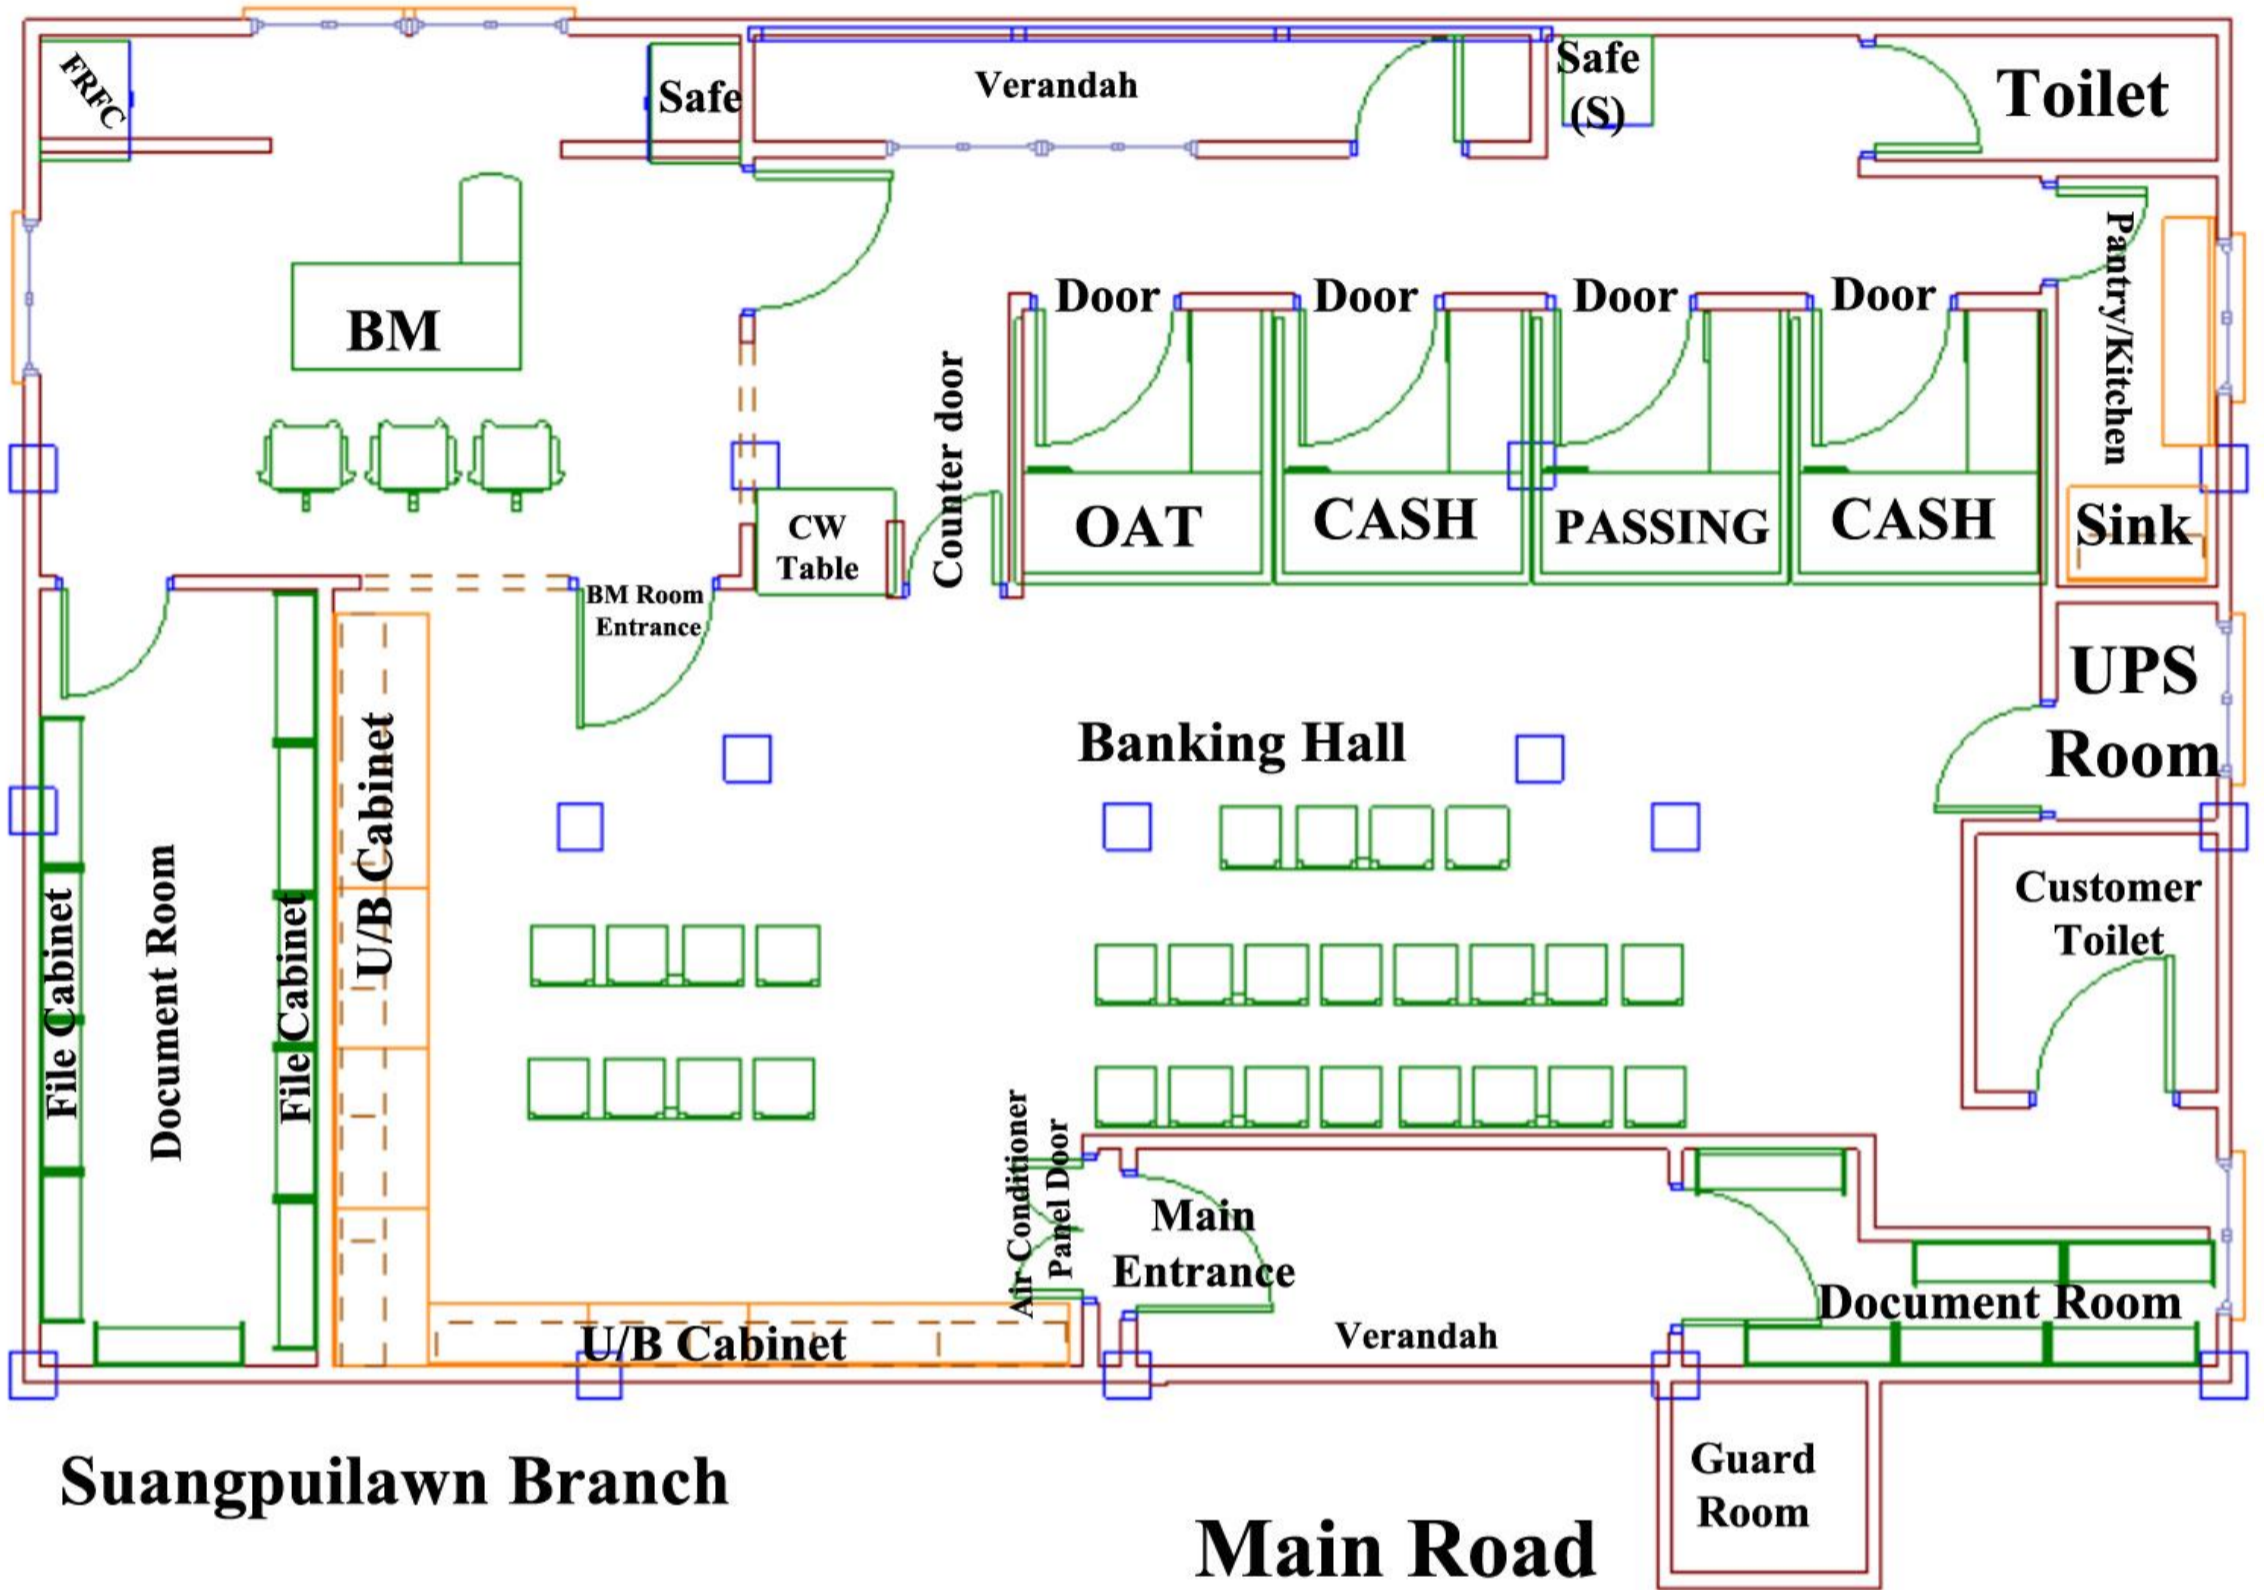 FRFC
Safe
Verandah
Safe
(S)
Toilet
BM
Door
Door
Door
Door
Pantry/Kitchen
Counter door
CW
Table
OAT
CASH
PASSING
CASH
Sink
BM Room
Entrance
UPS
Room
Banking Hall
U/B Cabinet
File Cabinet
Document Room
File Cabinet
Customer
Toilet
Air Conditioner
Panel Door
Main
Entrance
Document Room
U/B Cabinet
Verandah
Guard
Room
Suangpuilawn Branch
Main Road